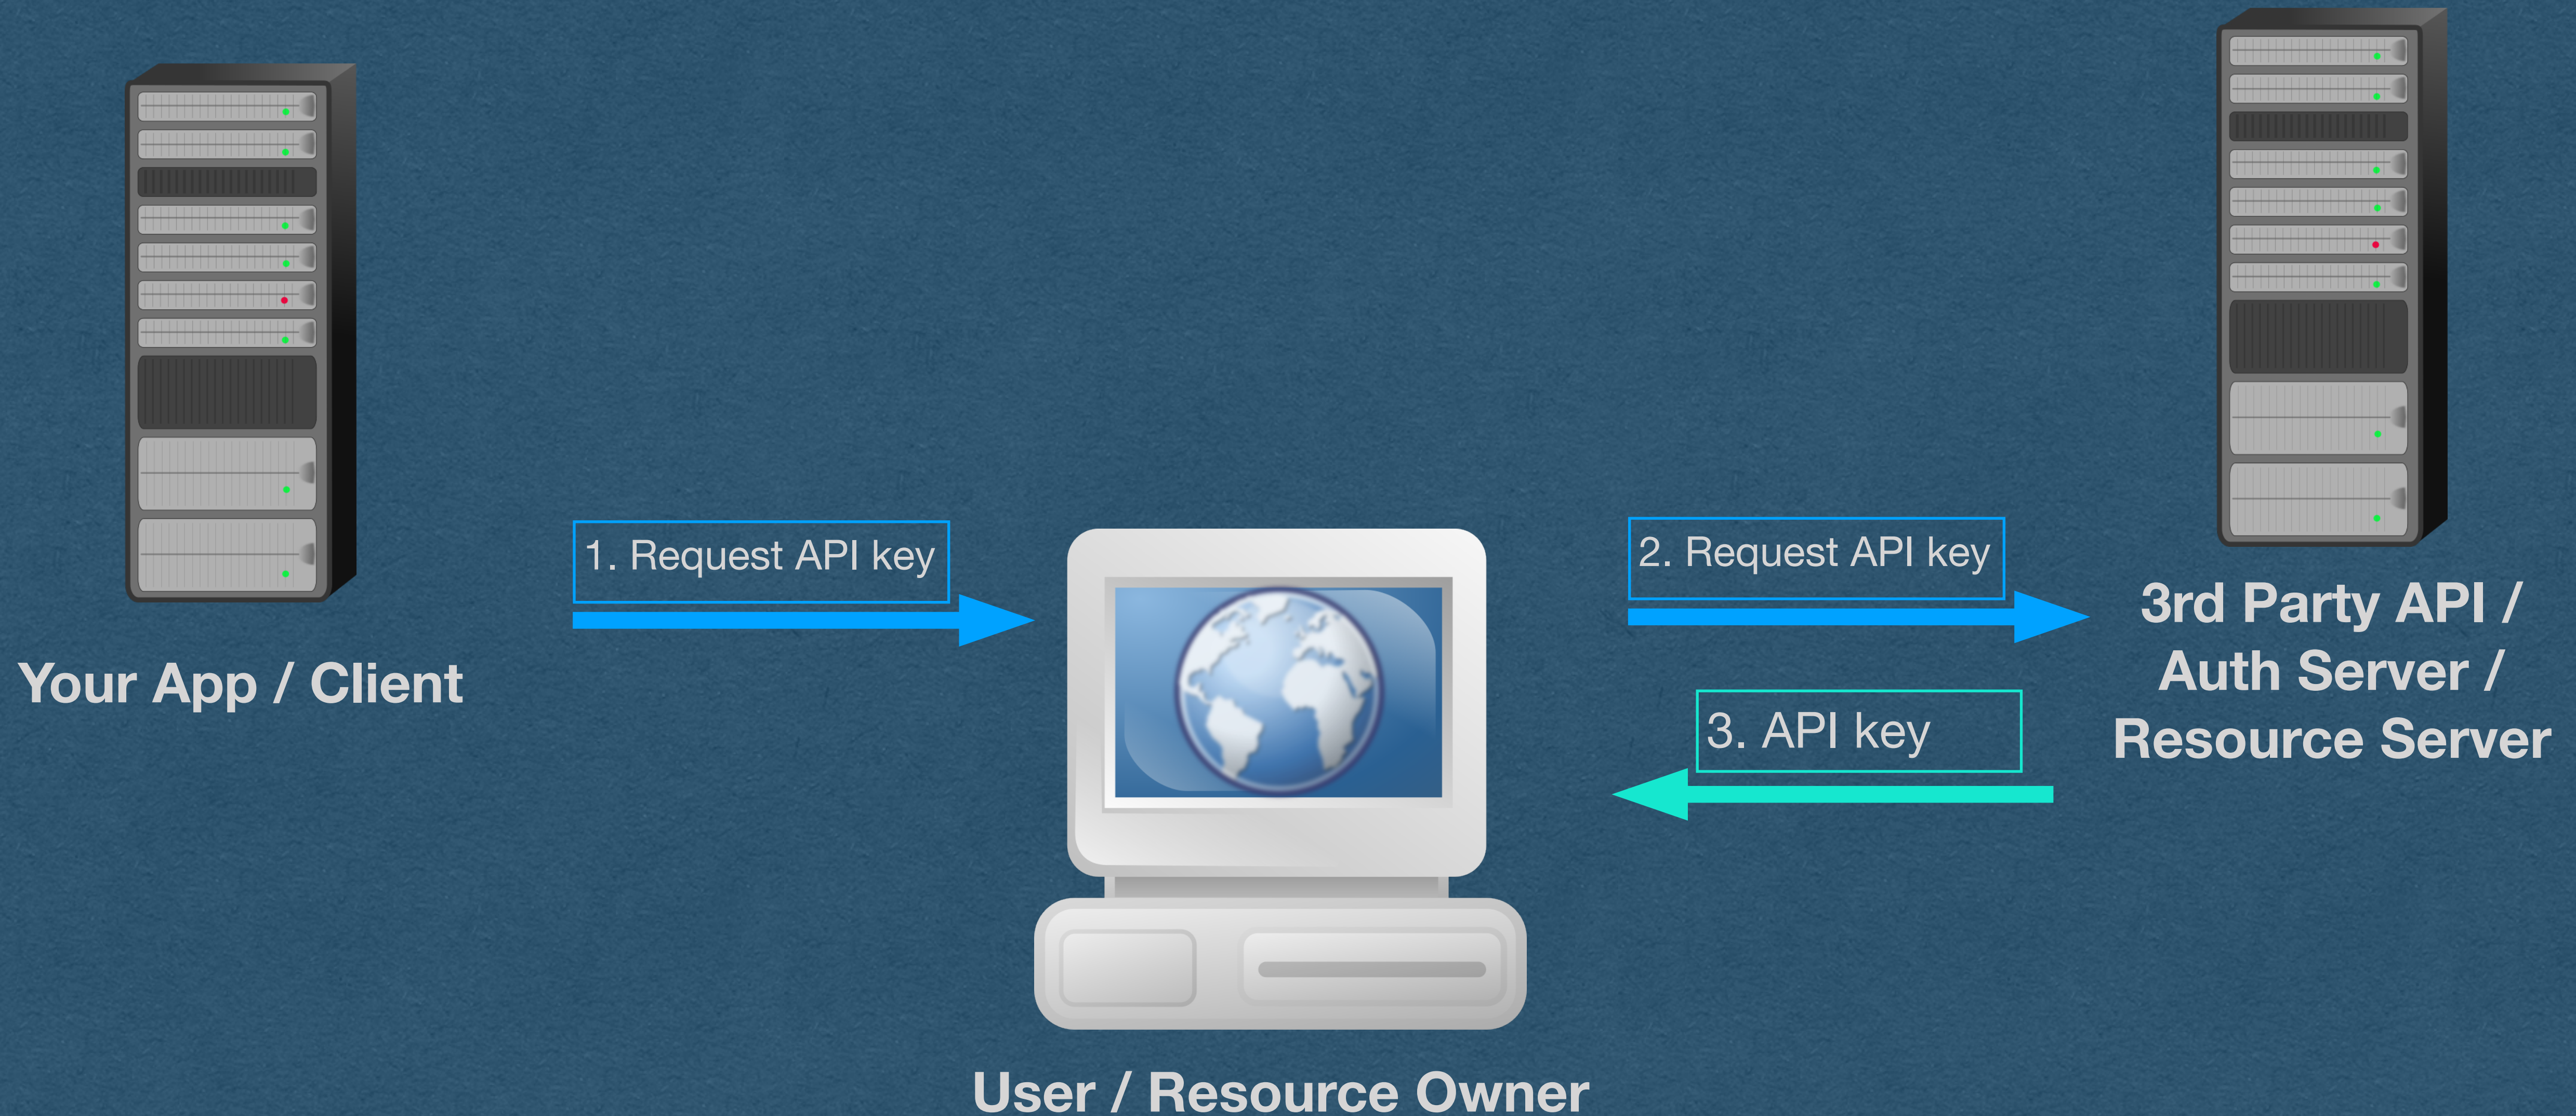 1. Request API key
2. Request API key
3rd Party API /
Auth Server /
Resource Server
Your App / Client
3. API key
User / Resource Owner